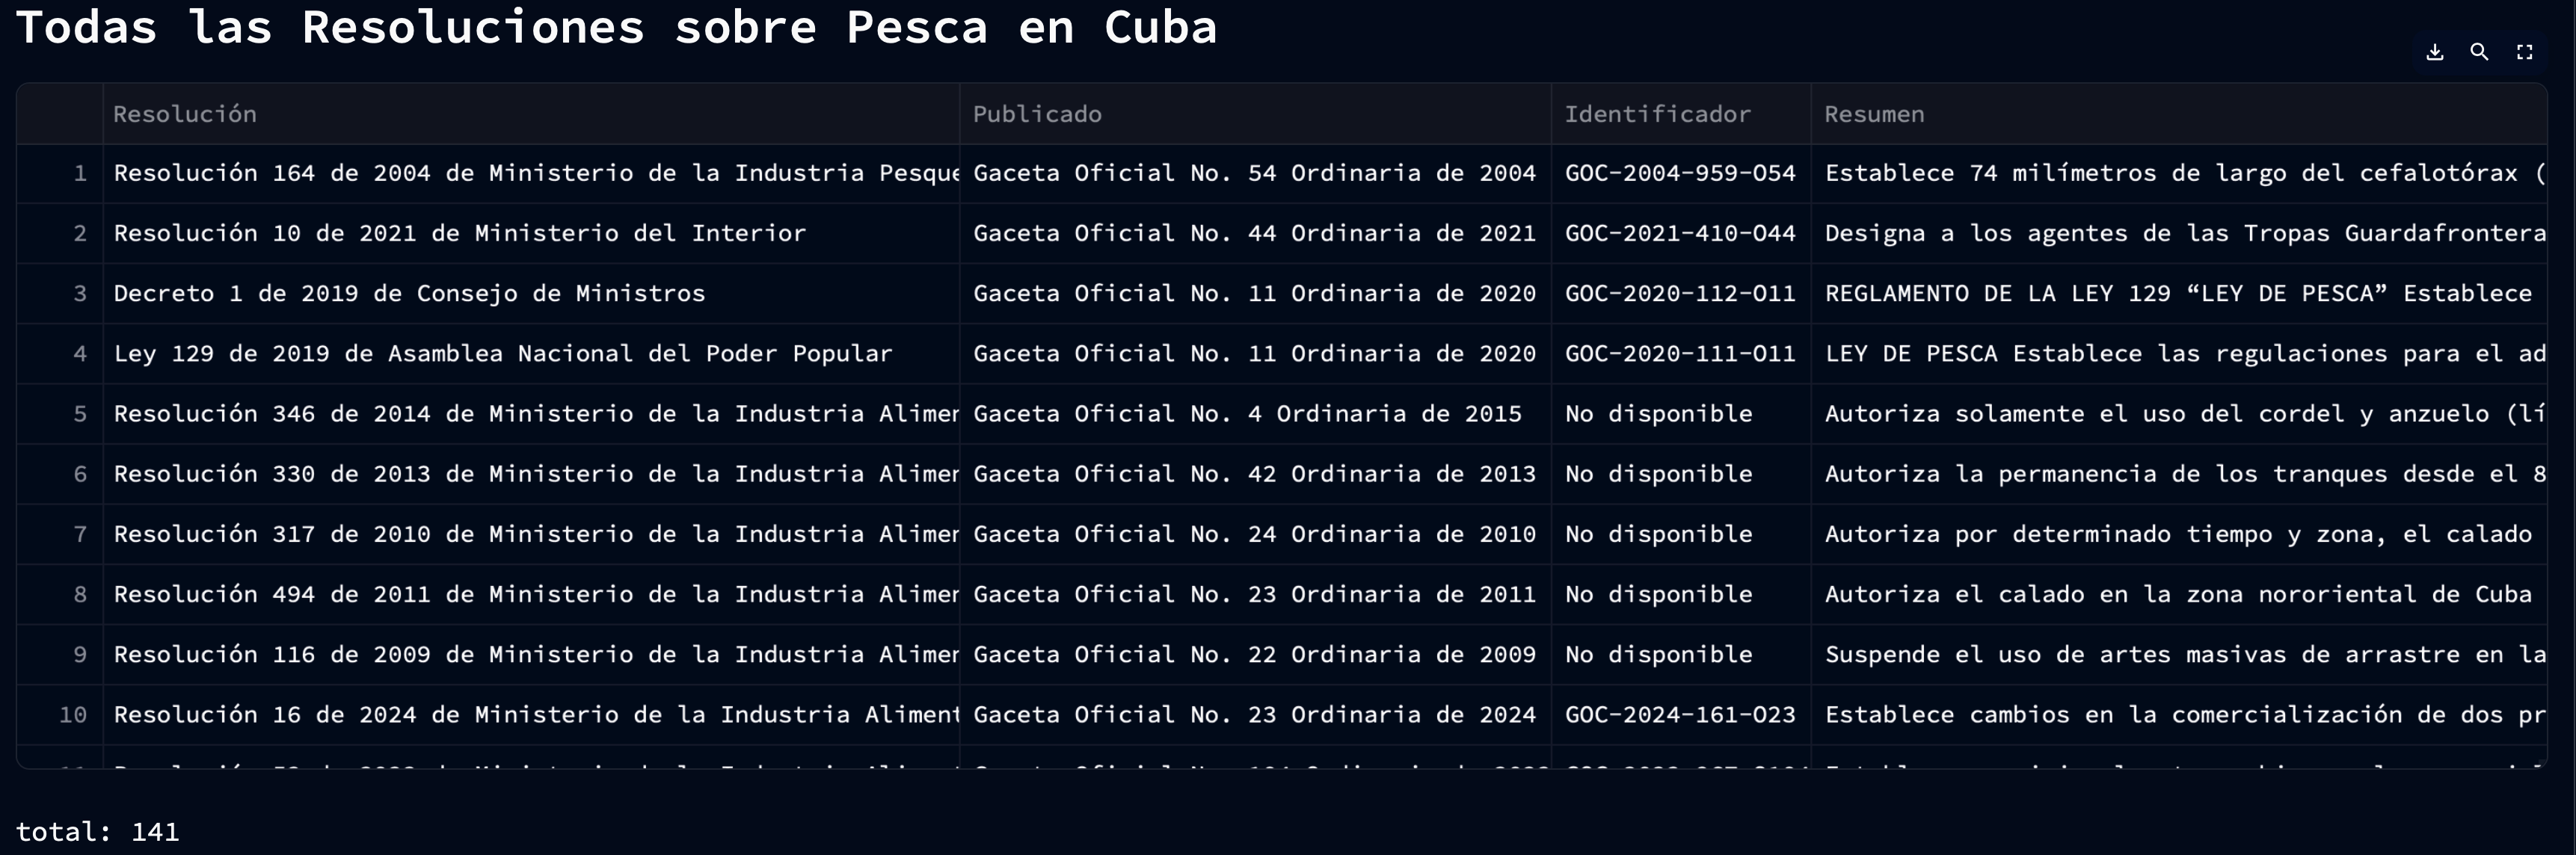 Todas las Resoluciones sobre Pesca en Cuba
Resolución Publicado Identificador Resumen
1 Resolución 164 de 2004 de Ministerio de la Industria Pesque Gaceta Oficial No. 54 Ordinaria de 2004 GOC-2004-959-O54 Establece 74 milímetros de largo del cefalotórax (
2 Resolución 10 de 2021 de Ministerio del Interior Gaceta Oficial No. 44 Ordinaria de 2021 GOC-2021-410-O44 Designa a los agentes de las Tropas Guardafrontera
3 Decreto 1 de 2019 de Consejo de Ministros Gaceta Oficial No. 11 Ordinaria de 2020 GOC-2020-112-O11 REGLAMENTO DE LA LEY 129 “LEY DE PESCA” Establece
4 Ley 129 de 2019 de Asamblea Nacional del Poder Popular Gaceta Oficial No. 11 Ordinaria de 2020 GOC-2020-111-O11 LEY DE PESCA Establece las regulaciones para el ad
5 Resolución 346 de 2014 de Ministerio de la Industria Alimen Gaceta Oficial No. 4 Ordinaria de 2015 No disponible Autoriza solamente el uso del cordel y anzuelo (lí
6 Resolución 330 de 2013 de Ministerio de la Industria Alimen Gaceta Oficial No. 42 Ordinaria de 2013 No disponible Autoriza la permanencia de los tranques desde el 8
7 Resolución 317 de 2010 de Ministerio de la Industria Alimen Gaceta Oficial No. 24 Ordinaria de 2010 No disponible Autoriza por determinado tiempo y zona, el calado
8 Resolución 494 de 2011 de Ministerio de la Industria Alimen Gaceta Oficial No. 23 Ordinaria de 2011 No disponible Autoriza el calado en la zona nororiental de Cuba
9 Resolución 116 de 2009 de Ministerio de la Industria Alimen Gaceta Oficial No. 22 Ordinaria de 2009 No disponible Suspende el uso de artes masivas de arrastre en la
10 Resolución 16 de 2024 de Ministerio de la Industria Aliment Gaceta Oficial No. 23 Ordinaria de 2024 GOC-2024-161-O23 Establece cambios en la comercialización de dos pr
total: 141